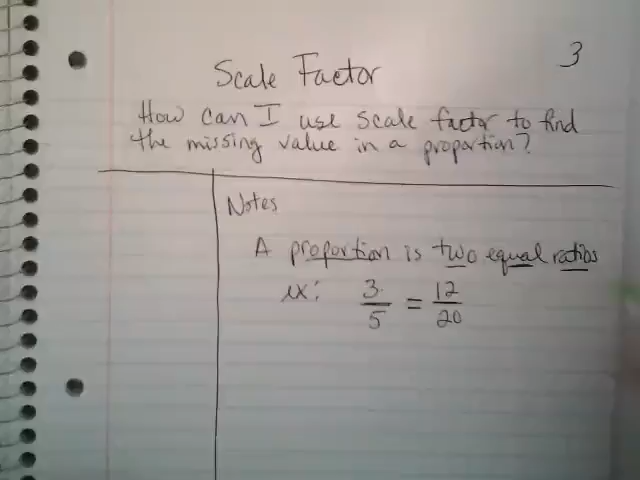 3
Scale Factor
How can I use scale factor to find
the missing value in a proportion?
Notes
A proportion is two equal ratios
ex: 3/5 = 12/20